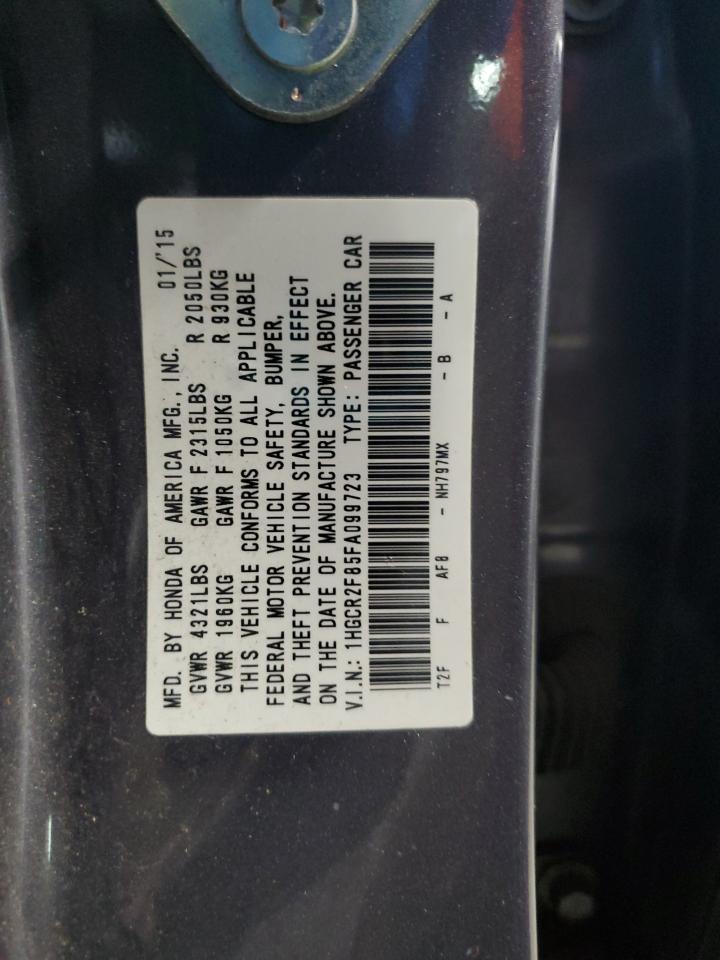 MFD. BY HONDA OF AMERICA MFG., INC. 01/'15
GVWR 4321LBS GAWR F 2315LBS R 2050LBS
GVWR 1960KG GAWR F 1050KG R 930KG
THIS VEHICLE CONFORMS TO ALL APPLICABLE
FEDERAL MOTOR VEHICLE SAFETY, BUMPER,
AND THEFT PREVENTION STANDARDS IN EFFECT
ON THE DATE OF MANUFACTURE SHOWN ABOVE.
V.I.N.: 1HGCR2F85FA099723 TYPE: PASSENGER CAR
T2F F AF8 - NH797MX - B - A